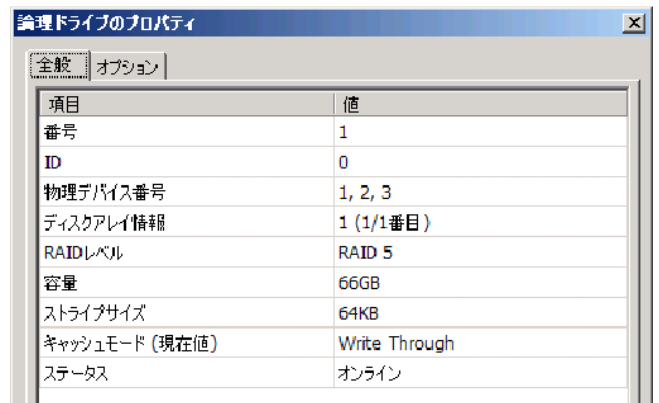 論理ドライブのプロパティ
全般 オプション
項目 値
番号 1
ID 0
物理デバイス番号 1, 2, 3
ディスクアレイ情報 1 (1/1番目)
RAIDレベル RAID 5
容量 66GB
ストライプサイズ 64KB
キャッシュモード (現在値) Write Through
ステータス オンライン